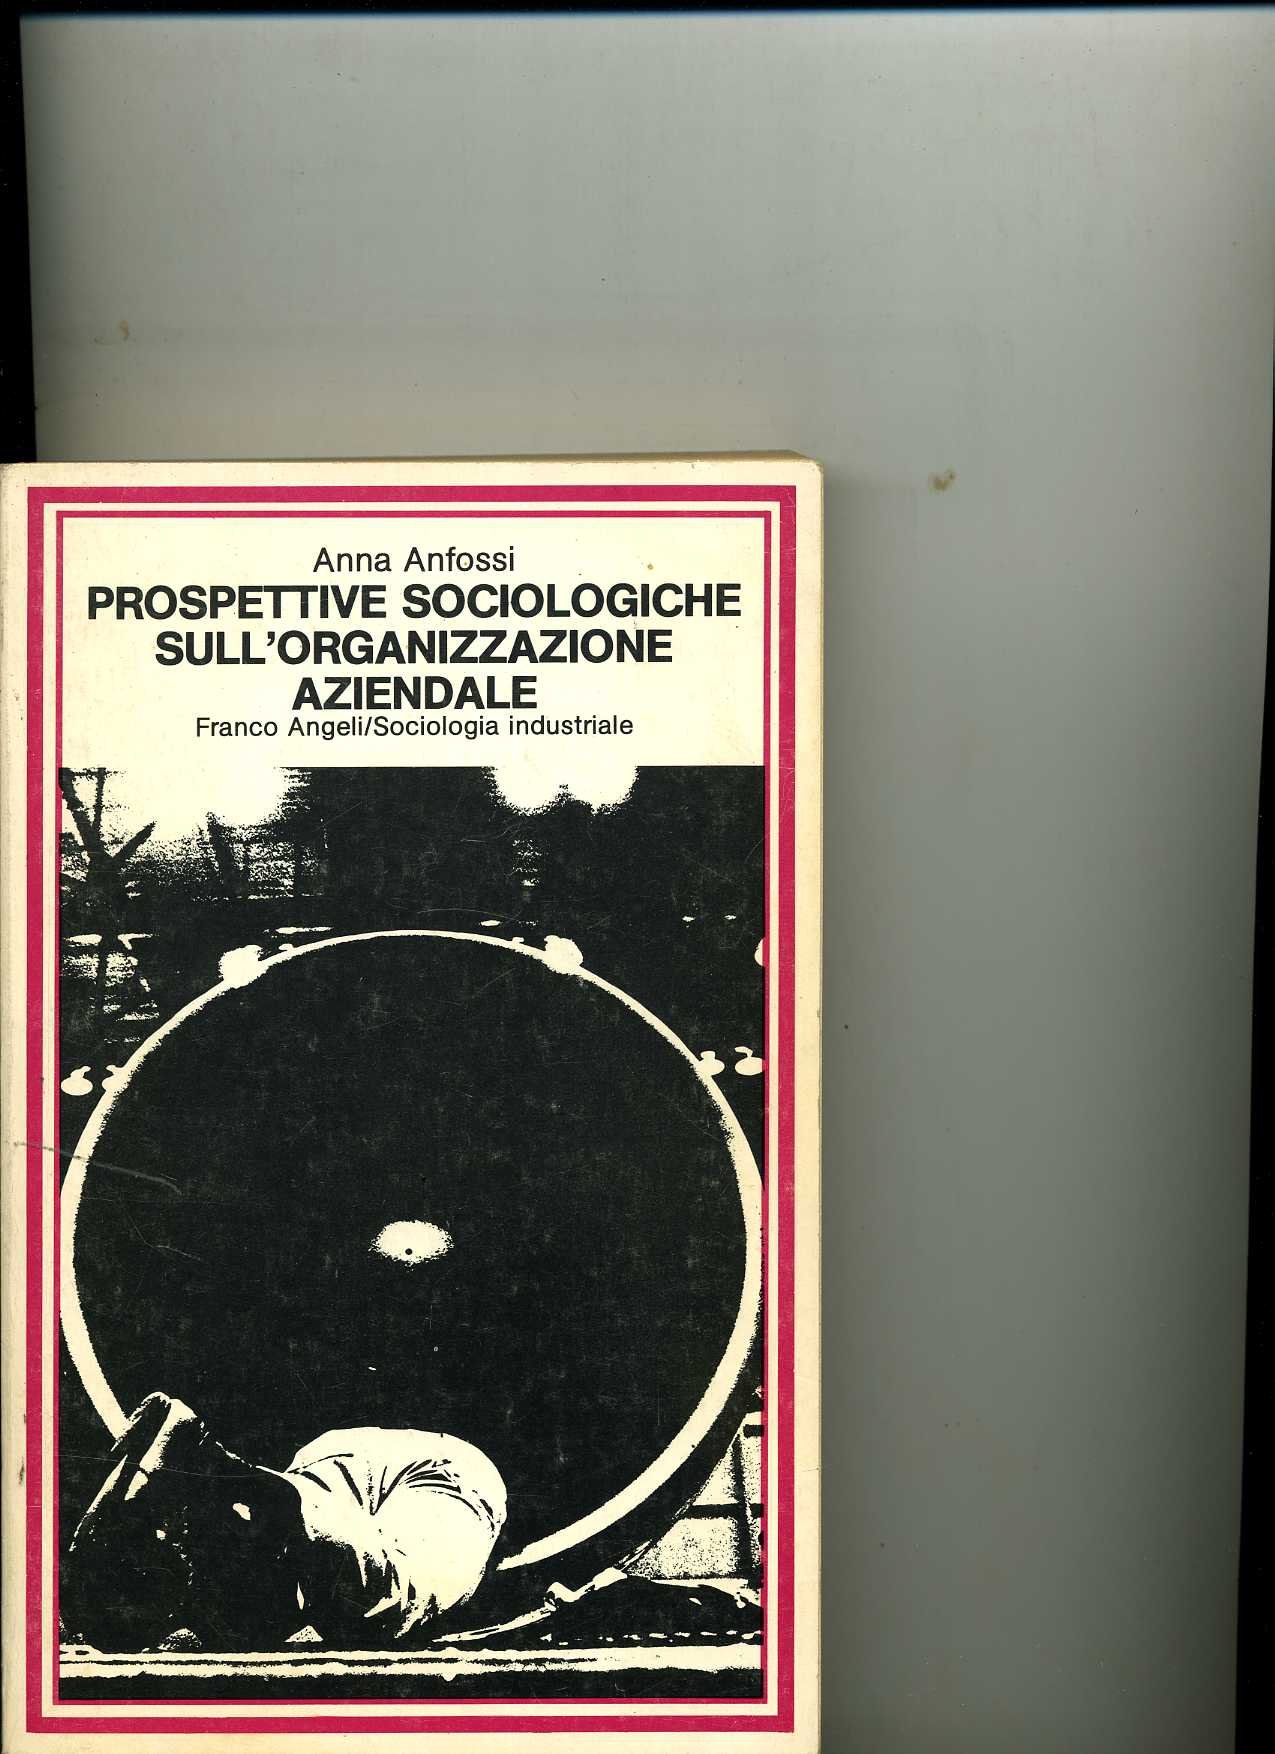 Anna Anfossi
PROSPETTIVE SOCIOLOGICHE
SULL'ORGANIZZAZIONE
AZIENDALE
Franco Angeli/Sociologia industriale